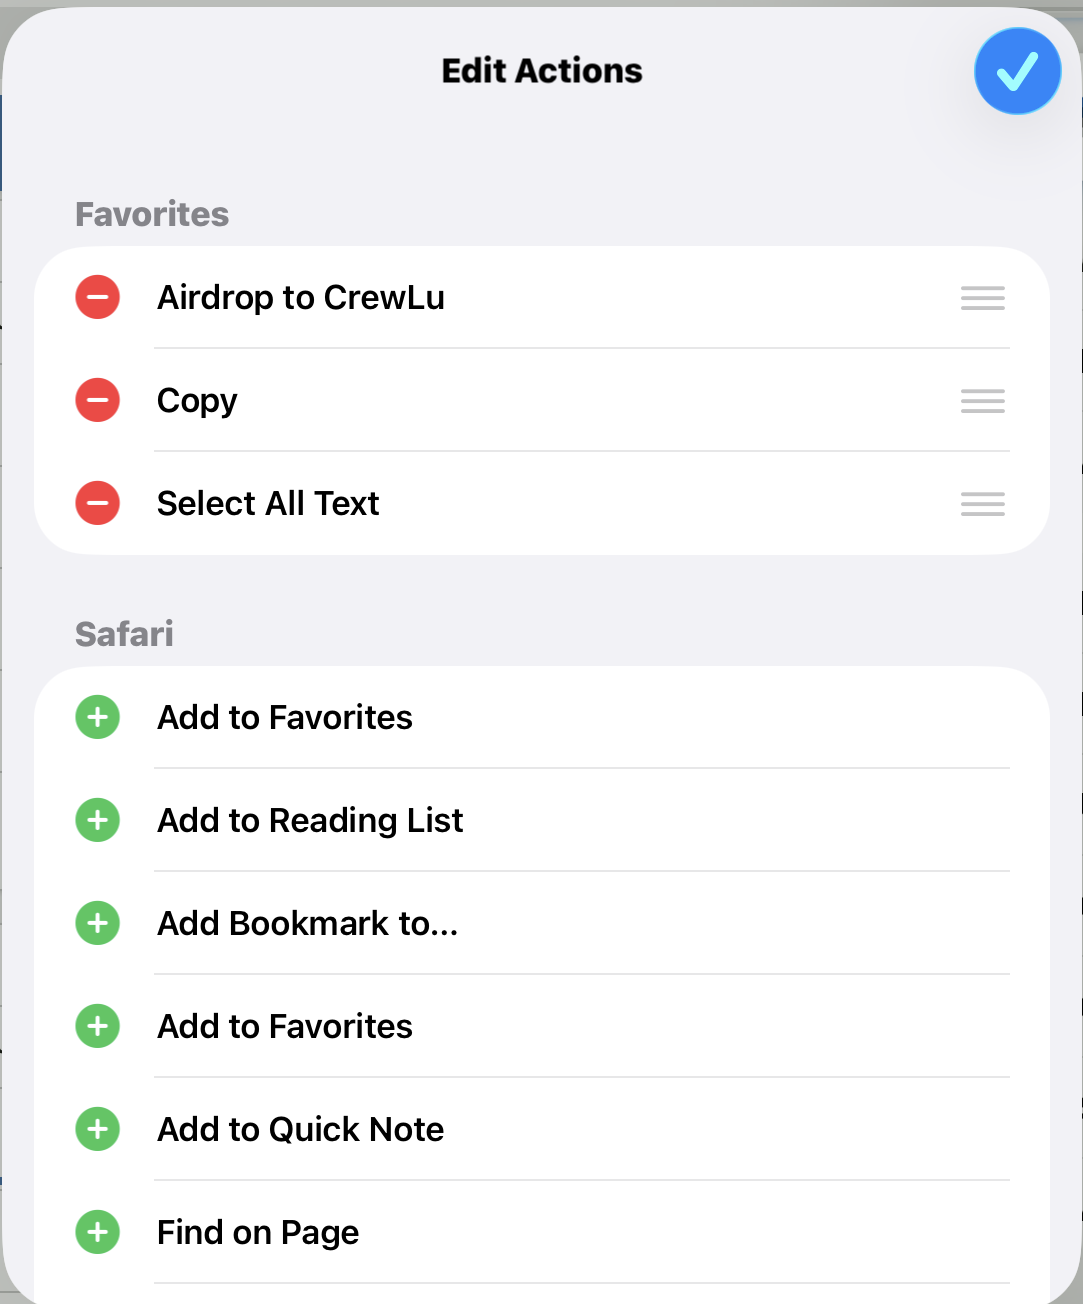 Edit Actions
Favorites
Airdrop to CrewLu
Copy
Select All Text
Safari
Add to Favorites
Add to Reading List
Add Bookmark to...
Add to Favorites
Add to Quick Note
Find on Page